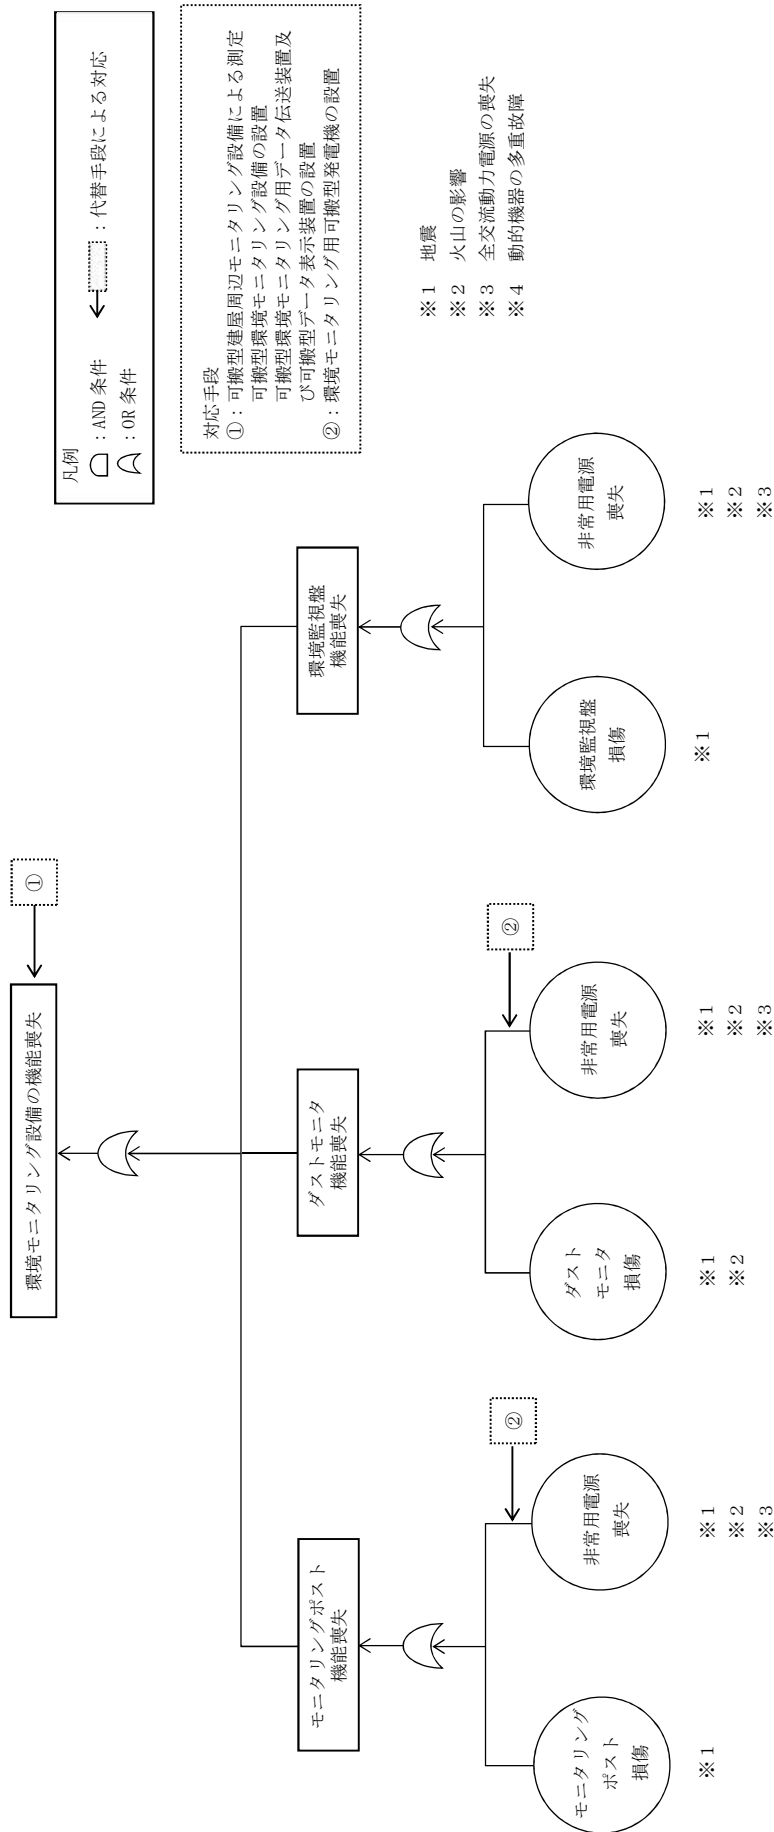 環境モニタリング設備の機能喪失
①
モニタリングポスト
機能喪失
ダストモニタ
機能喪失
環境監視盤
機能喪失
②
②
モニタリング
ポスト
損傷
非常用電源
喪失
ダスト
モニタ
損傷
非常用電源
喪失
環境監視盤
損傷
非常用電源
喪失
※1
※1
※2
※3
※1
※2
※1
※2
※3
※1
※1
※2
※3
凡例
：AND 条件
：OR 条件
：代替手段による対応
対応手段
①：可搬型建屋周辺モニタリング設備による測定
可搬型環境モニタリング設備の設置
可搬型環境モニタリング用データ伝送装置及
び可搬型データ表示装置の設置
②：環境モニタリング用可搬型発電機の設置
※1 地震
※2 火山の影響
※3 全交流動力電源の喪失
※4 動的機器の多重故障